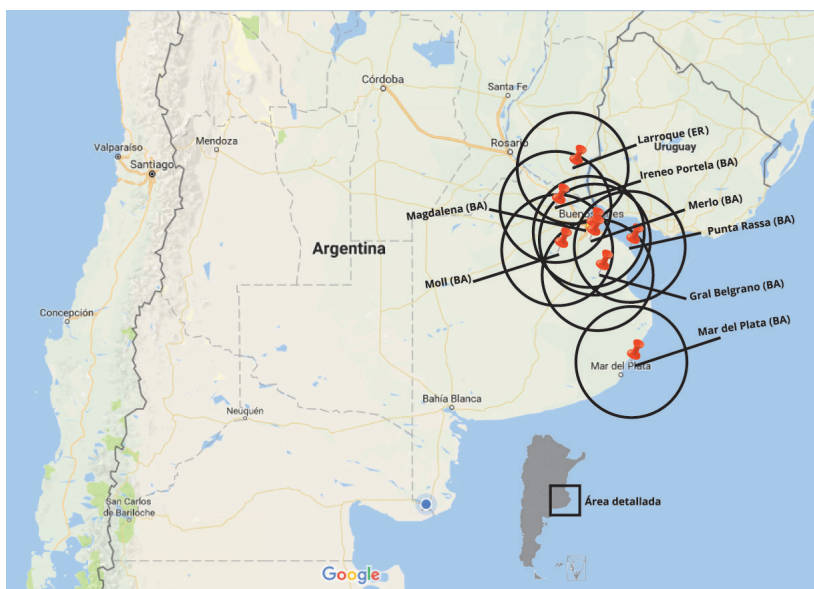 Córdoba
Santa Fe
Larroque (ER)
Rosario
Uruguay
Valparaíso
Mendoza
Santiago
Ireneo Portela (BA)
Merlo (BA)
Magdalena (BA)
Buenos Aires
Punta Rassa (BA)
Argentina
Moll (BA)
Gral Belgrano (BA)
Concepción
Mar del Plata (BA)
Mar del Plata
Bahía Blanca
Neuquén
San Carlos
de Bariloche
Área detallada
Google